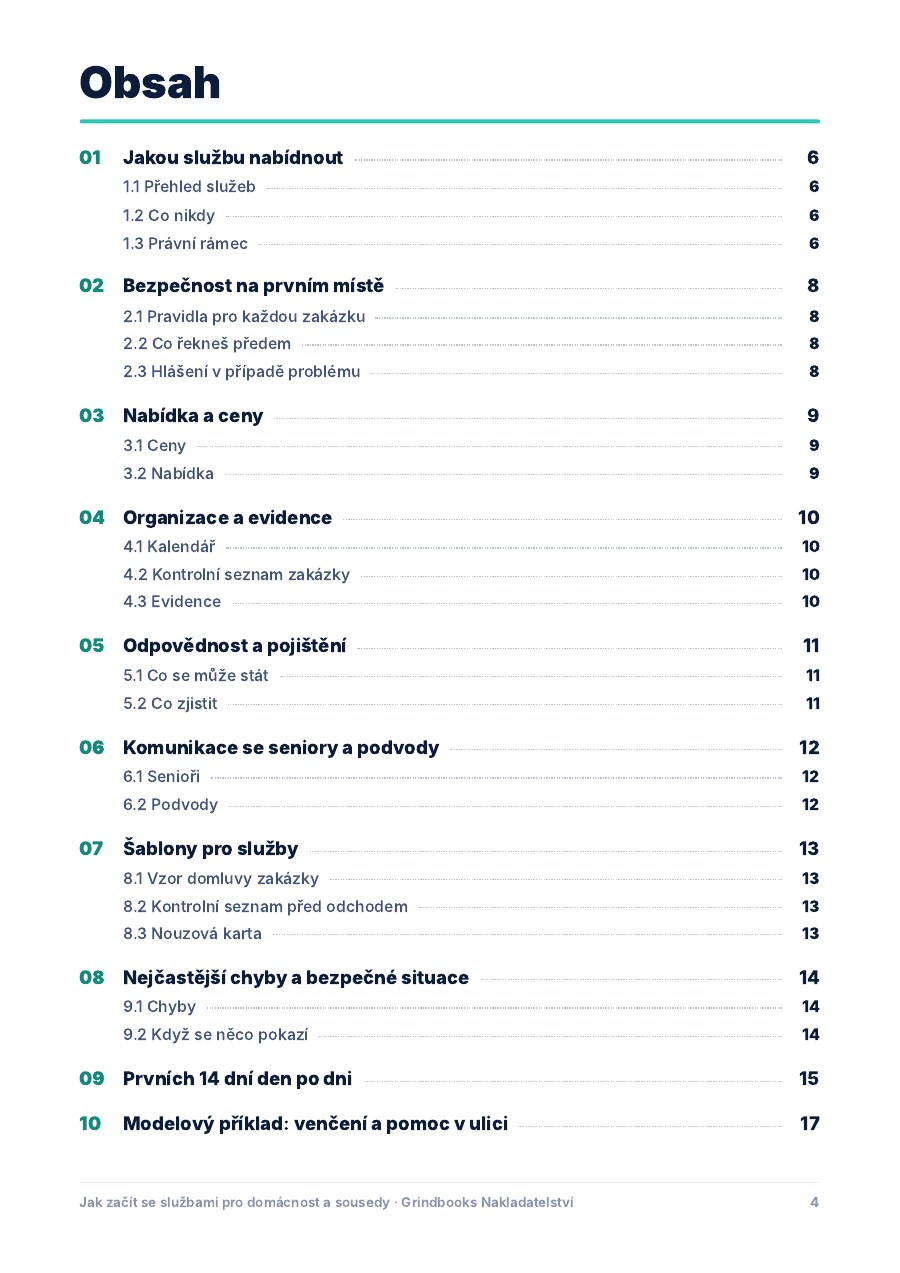 Obsah
01 Jakou službu nabídnout 6
1.1 Přehled služeb 6
1.2 Co nikdy 6
1.3 Právní rámec 6
02 Bezpečnost na prvním místě 8
2.1 Pravidla pro každou zakázku 8
2.2 Co řekneš předem 8
2.3 Hlášení v případě problému 8
03 Nabídka a ceny 9
3.1 Ceny 9
3.2 Nabídka 9
04 Organizace a evidence 10
4.1 Kalendář 10
4.2 Kontrolní seznam zakázky 10
4.3 Evidence 10
05 Odpovědnost a pojištění 11
5.1 Co se může stát 11
5.2 Co zjistit 11
06 Komunikace se seniory a podvody 12
6.1 Senioři 12
6.2 Podvody 12
07 Šablony pro služby 13
8.1 Vzor domluvy zakázky 13
8.2 Kontrolní seznam před odchodem 13
8.3 Nouzová karta 13
08 Nejčastější chyby a bezpečné situace 14
9.1 Chyby 14
9.2 Když se něco pokazí 14
09 Prvních 14 dní den po dni 15
10 Modelový příklad: venčení a pomoc v ulici 17
Jak začít se službami pro domácnost a sousedy · Grindbooks Nakladatelství 4